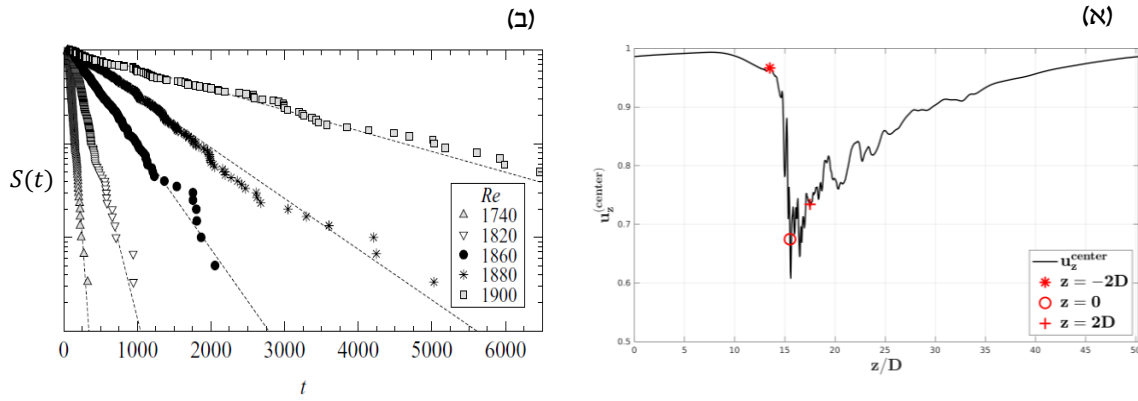 (ב)
(א)
S(t)
Re
1740
1820
1860
1880
1900
0 1000 2000 3000 4000 5000 6000
t
1
0.9
0.8
0.7
0.6
0.5
u_z^(center)
u_z^center
z = −2D
z = 0
z = 2D
0 5 10 15 20 25 30 35 40 45 50
z/D